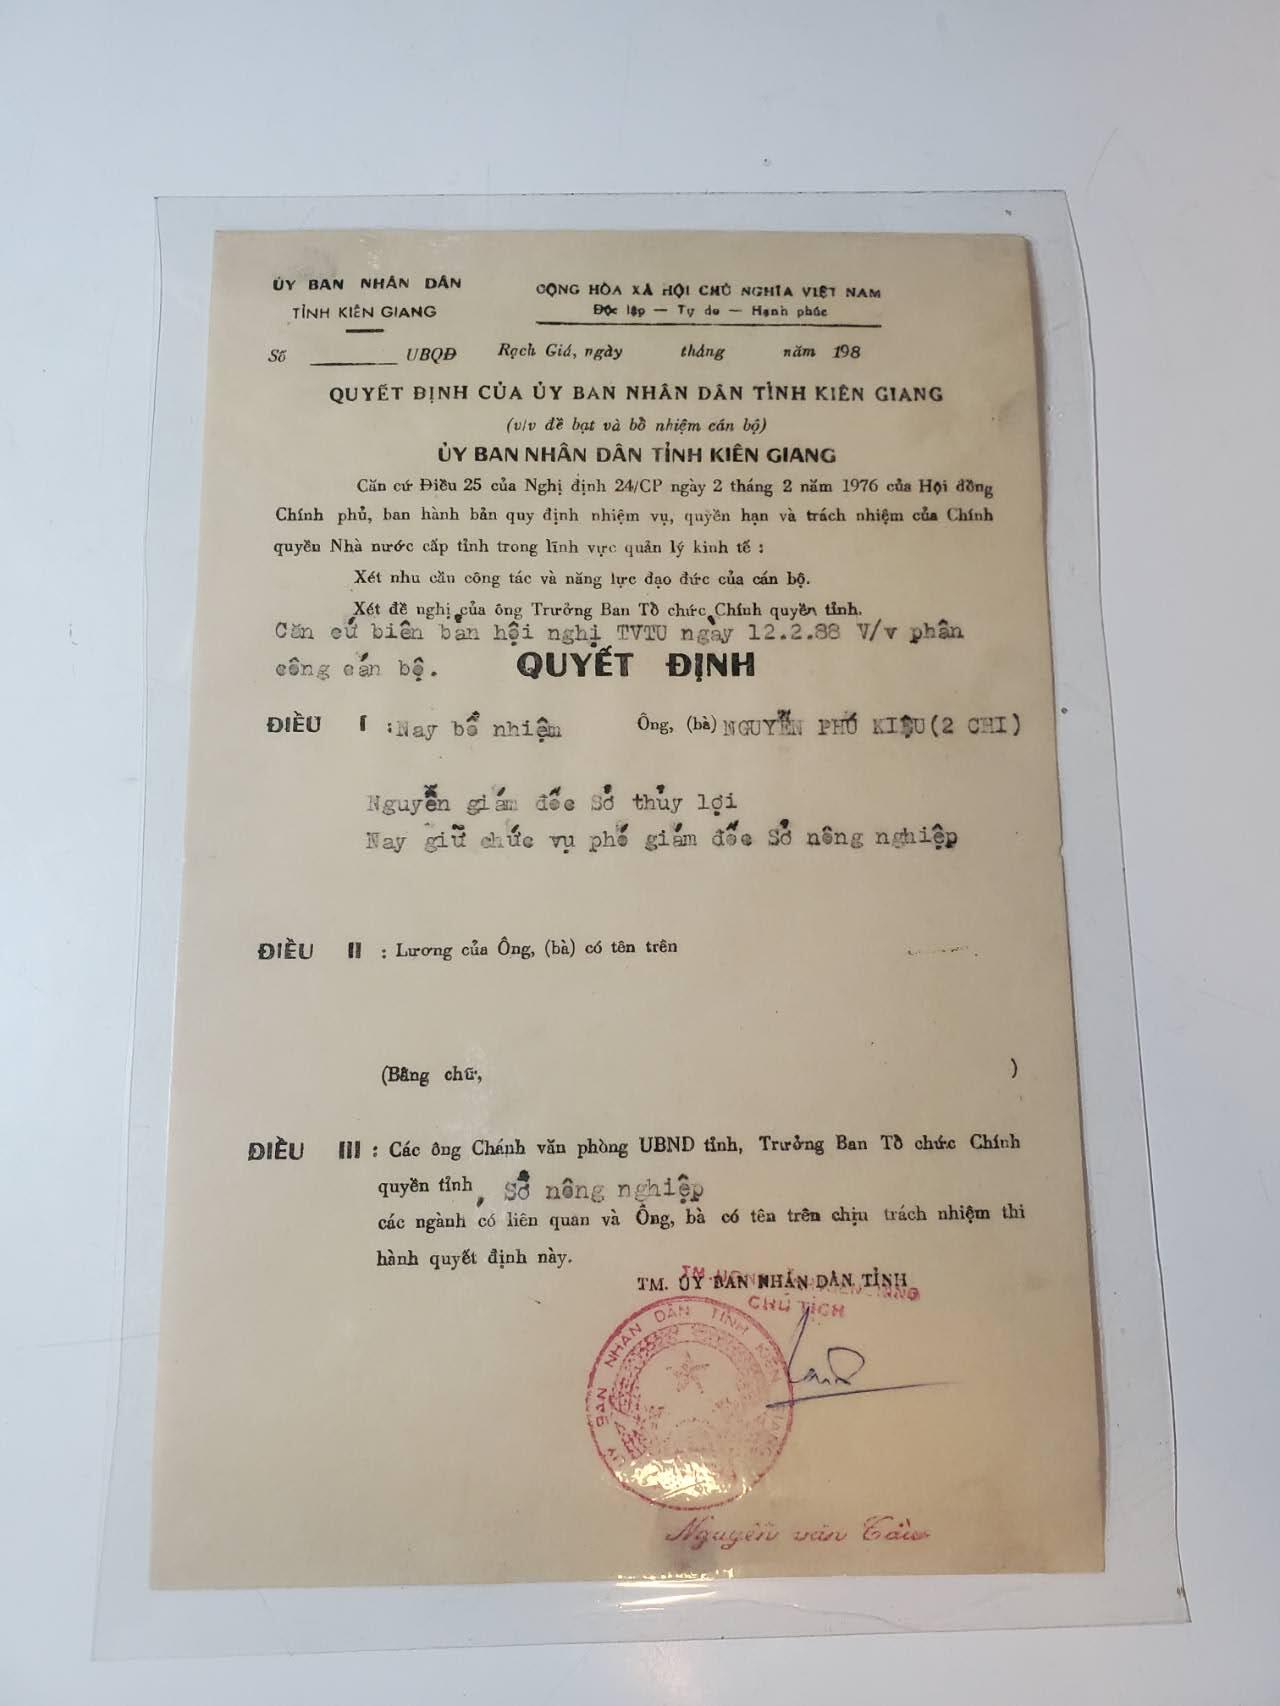 ỦY BAN NHÂN DÂN
TỈNH KIÊN GIANG
CỘNG HÒA XÃ HỘI CHỦ NGHĨA VIỆT NAM
Độc lập — Tự do — Hạnh phúc
Số ________ UBQĐ
Rạch Giá, ngày tháng năm 198
QUYẾT ĐỊNH CỦA ỦY BAN NHÂN DÂN TỈNH KIÊN GIANG
(v/v đề bạt và bổ nhiệm cán bộ)
ỦY BAN NHÂN DÂN TỈNH KIÊN GIANG
Căn cứ Điều 25 của Nghị định 24/CP ngày 2 tháng 2 năm 1976 của Hội đồng
Chính phủ, ban hành bản quy định nhiệm vụ, quyền hạn và trách nhiệm của Chính
quyền Nhà nước cấp tỉnh trong lĩnh vực quản lý kinh tế :
Xét nhu cần công tác và năng lực đạo đức của cán bộ.
Xét đề nghị của ông Trưởng Ban Tổ chức Chính quyền tỉnh.
Căn cứ biên bản hội nghị TVTU ngày 12.2.88 V/v phân
công cán bộ.
QUYẾT ĐỊNH
ĐIỀU I : Nay bổ nhiệm Ông, (bà) NGUYỄN PHÚ KIỆU(2 CHI)
Nguyễn giám đốc Sở thủy lợi
Nay giữ chức vụ phó giám đốc Sở nông nghiệp
ĐIỀU II : Lương của Ông, (bà) có tên trên
(Bằng chữ, )
ĐIỀU III : Các ông Chánh văn phòng UBND tỉnh, Trưởng Ban Tổ chức Chính
quyền tỉnh, Sở nông nghiệp
các ngành có liên quan và Ông, bà có tên trên chịu trách nhiệm thi
hành quyết định này.
TM. ỦY BAN NHÂN DÂN TỈNH
CHỦ TỊCH
ỦY BAN NHÂN DÂN TỈNH KIÊN GIANG
Nguyễn văn